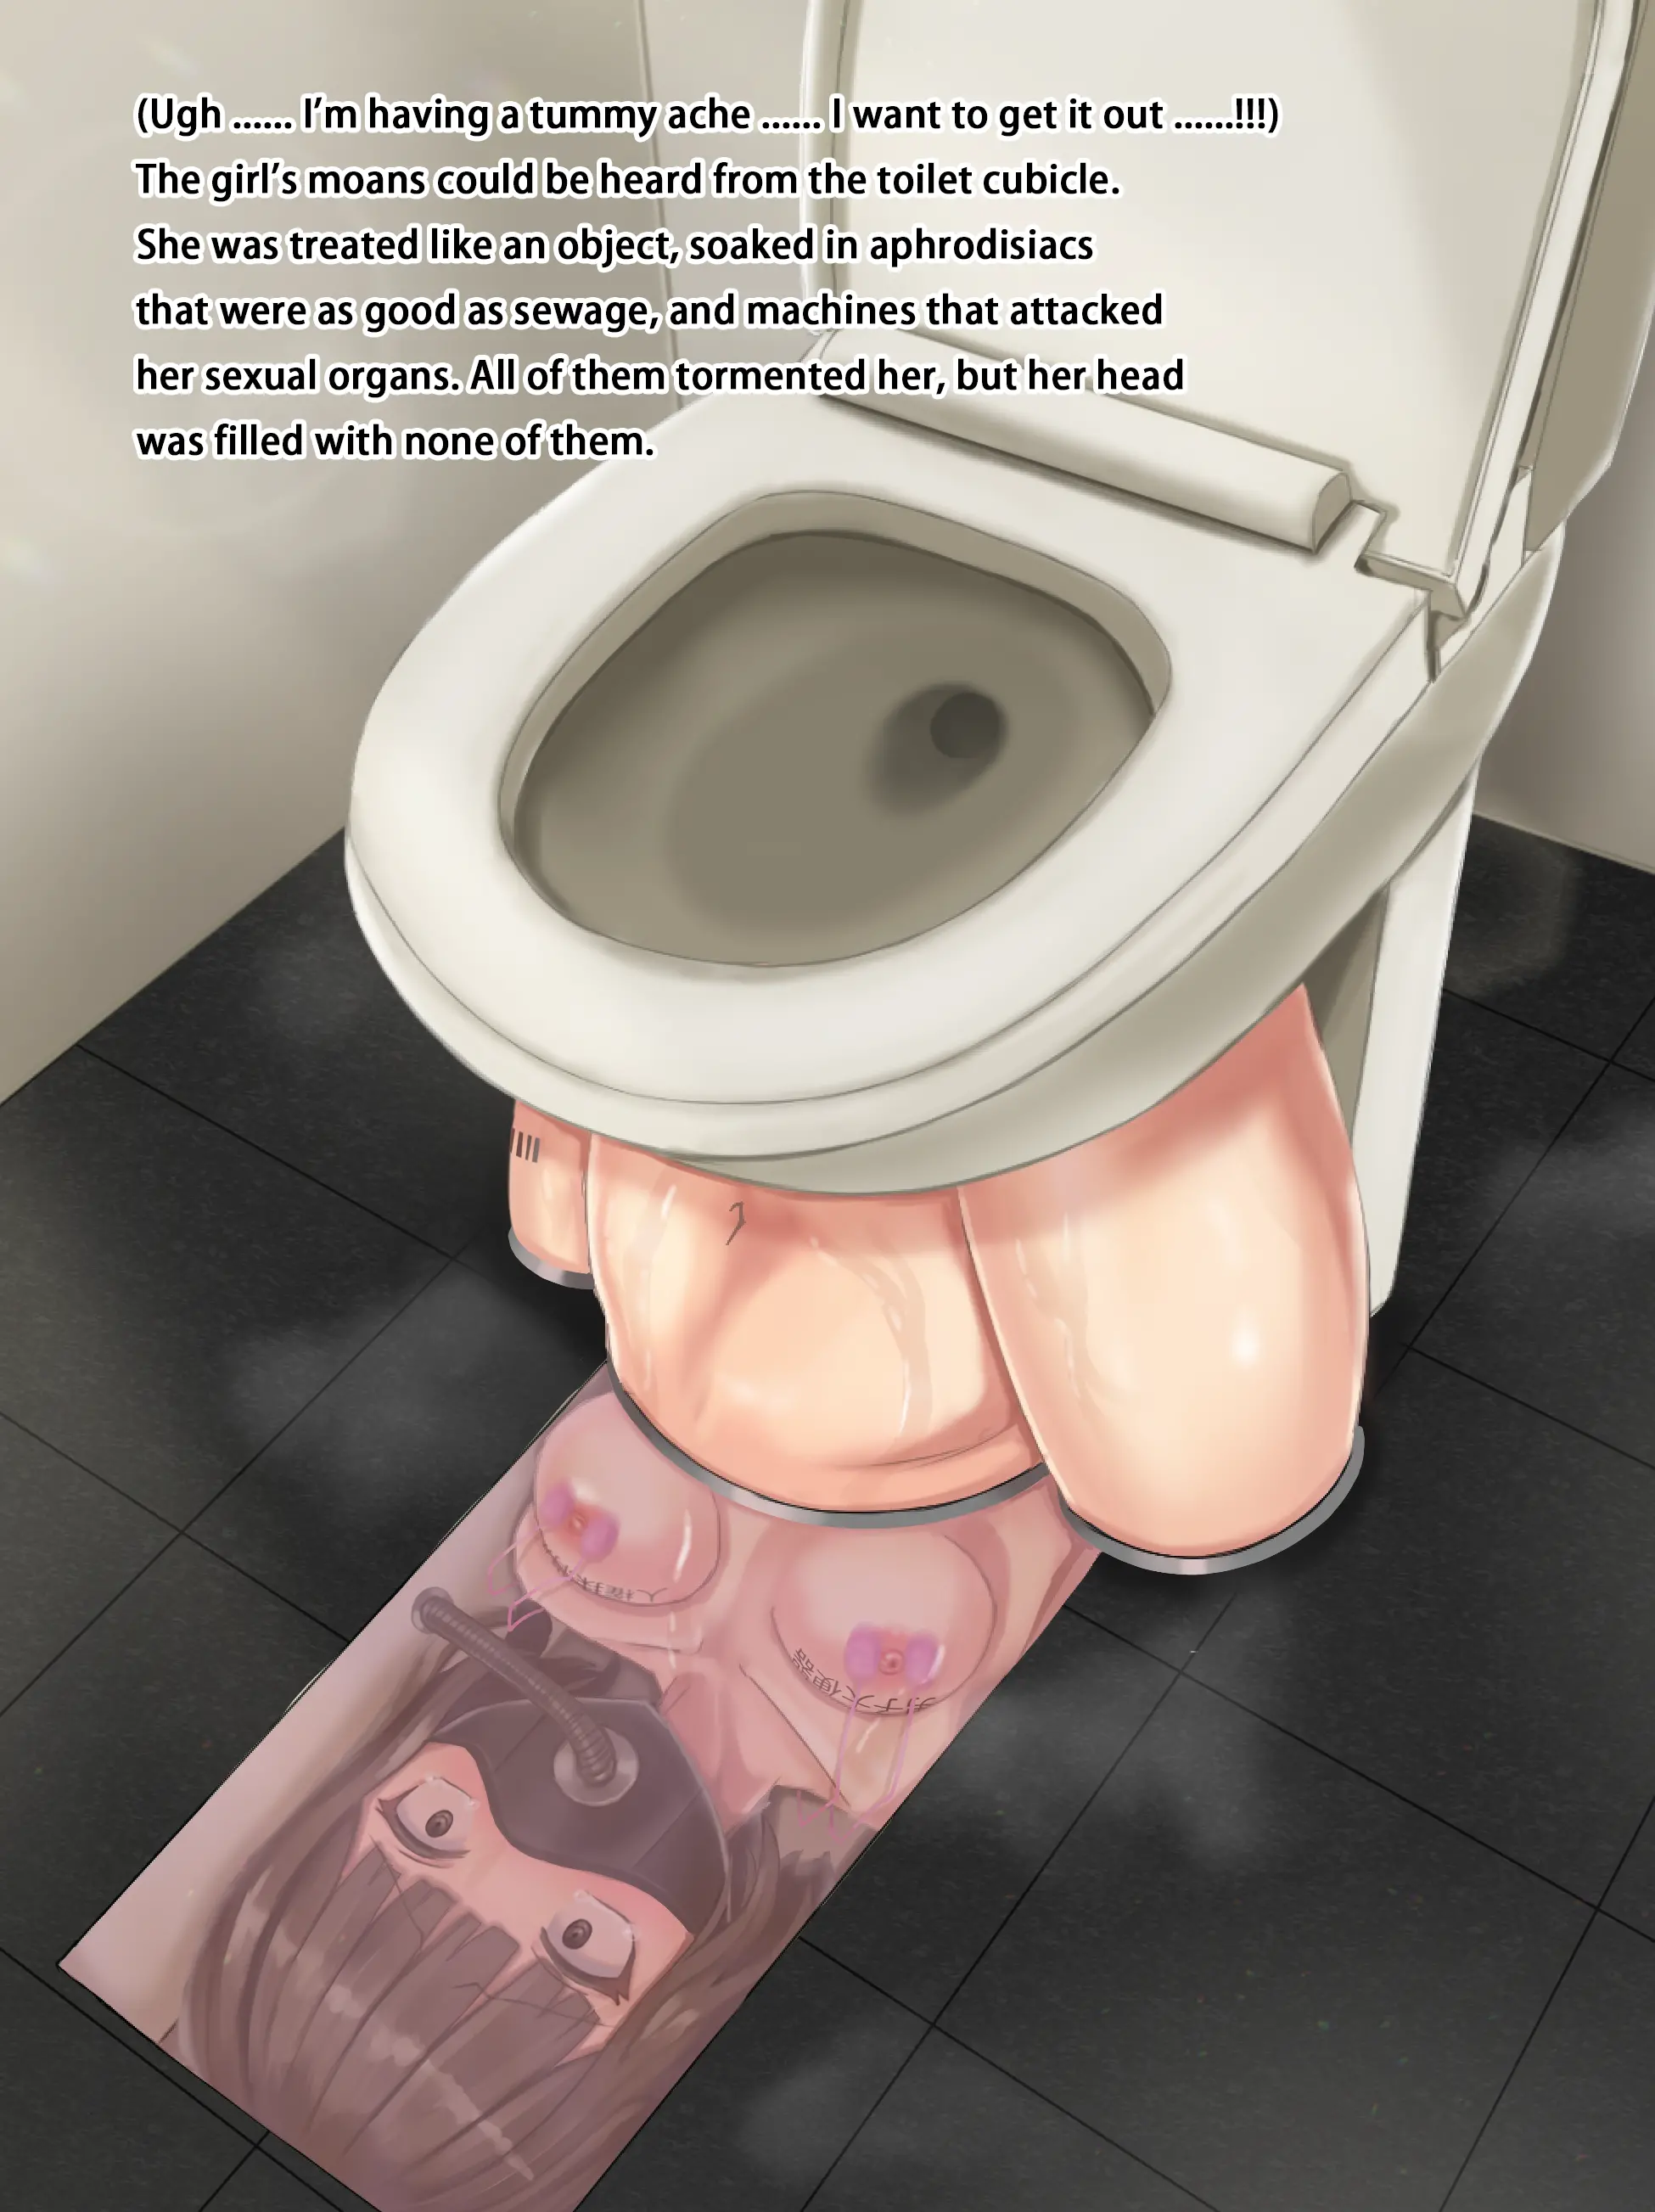 (Ugh ...... I'm having a tummy ache ...... I want to get it out ......!!!)
The girl's moans could be heard from the toilet cubicle.
She was treated like an object, soaked in aphrodisiacs
that were as good as sewage, and machines that attacked
her sexual organs. All of them tormented her, but her head
was filled with none of them.